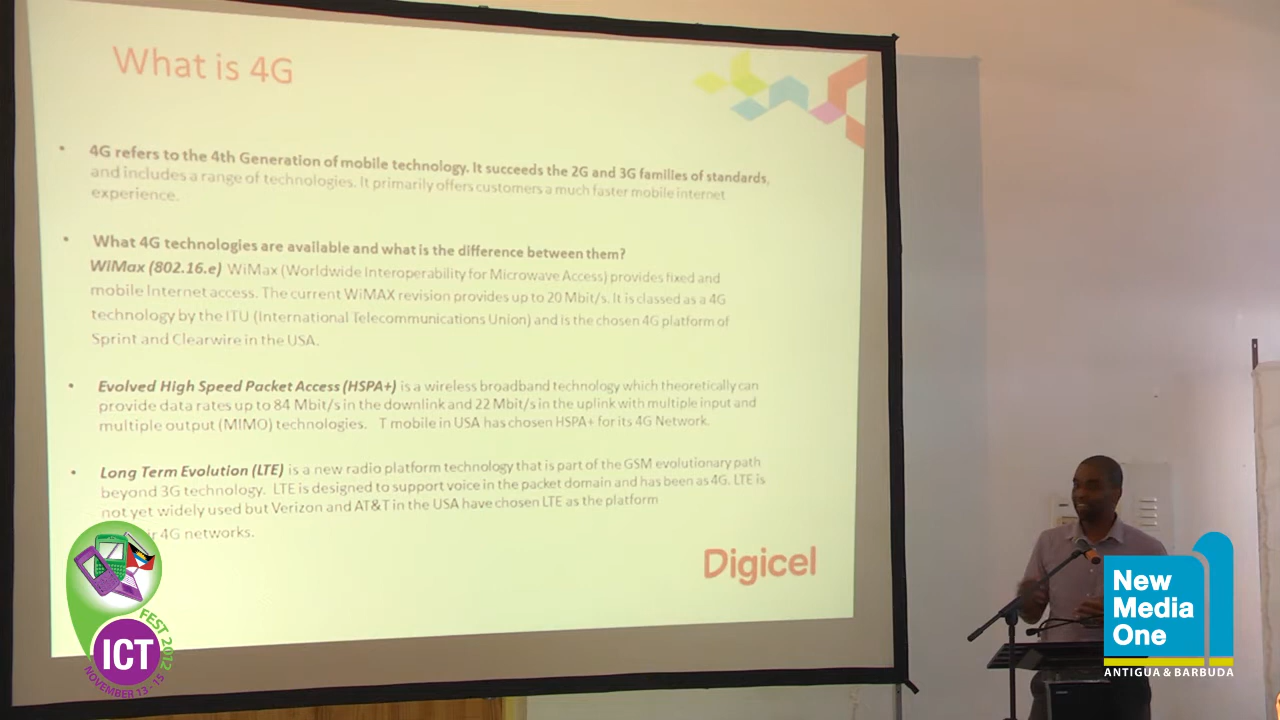 What is 4G
• 4G refers to the 4th Generation of mobile technology. It succeeds the 2G and 3G families of standards,
and includes a range of technologies. It primarily offers customers a much faster mobile internet
experience.
• What 4G technologies are available and what is the difference between them?
WiMax (802.16.e) WiMax (Worldwide Interoperability for Microwave Access) provides fixed and
mobile Internet access. The current WiMAX revision provides up to 20 Mbit/s. It is classed as a 4G
technology by the ITU (International Telecommunications Union) and is the chosen 4G platform of
Sprint and Clearwire in the USA.
• Evolved High Speed Packet Access (HSPA+) is a wireless broadband technology which theoretically can
provide data rates up to 84 Mbit/s in the downlink and 22 Mbit/s in the uplink with multiple input and
multiple output (MIMO) technologies. T mobile in USA has chosen HSPA+ for its 4G Network.
• Long Term Evolution (LTE) is a new radio platform technology that is part of the GSM evolutionary path
beyond 3G technology. LTE is designed to support voice in the packet domain and has been as 4G. LTE is
not yet widely used but Verizon and AT&T in the USA have chosen LTE as the platform
4G networks.
Digicel
FEST 2012
ICT
NOVEMBER 13 - 15
New
Media
One
ANTIGUA & BARBUDA